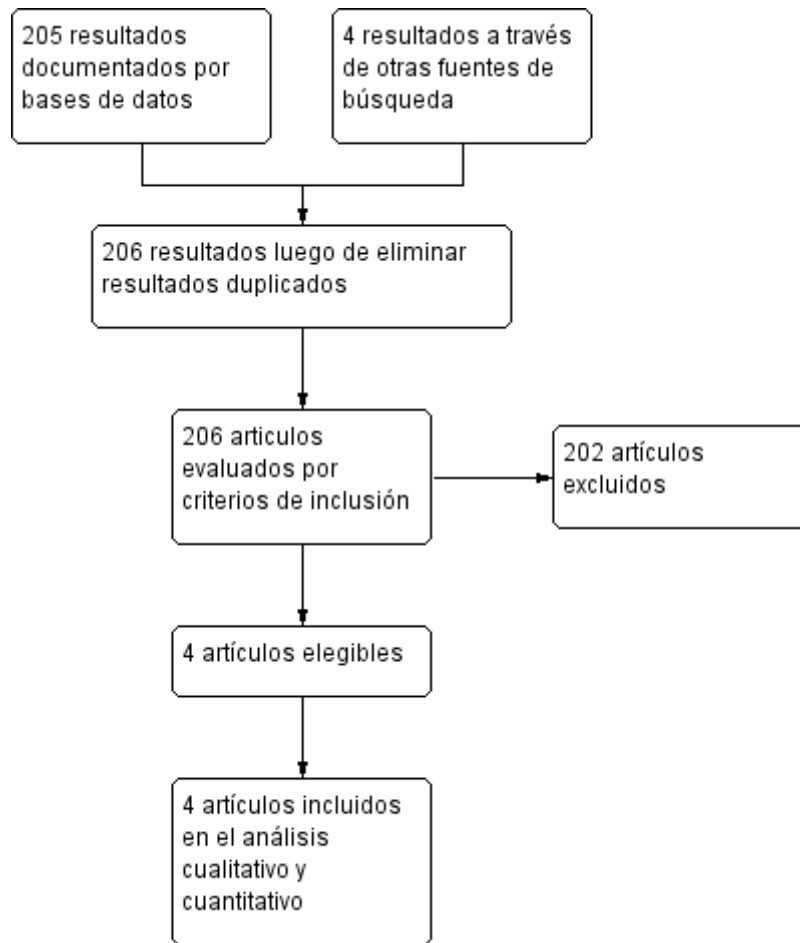 205 resultados
documentados por
bases de datos
4 resultados a través
de otras fuentes de
búsqueda
206 resultados luego de eliminar
resultados duplicados
206 articulos
evaluados por
criterios de inclusión
202 artículos
excluidos
4 artículos elegibles
4 artículos incluidos
en el análisis
cualitativo y
cuantitativo